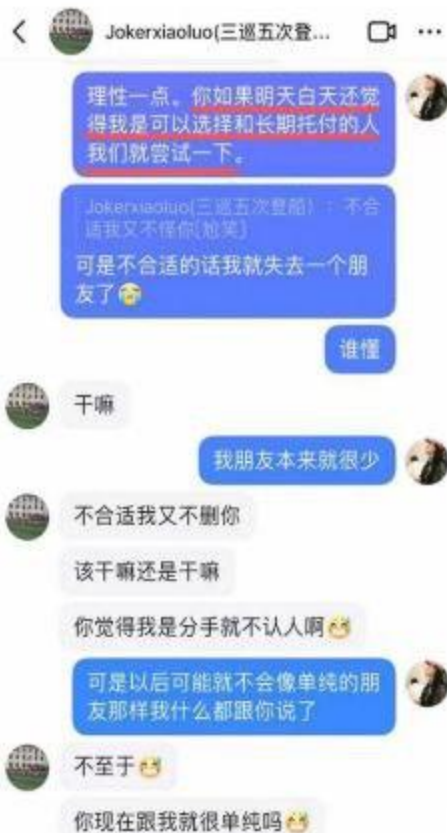 Jokerxiaoluo(三巡五次登...
理性一点。你如果明天白天还觉
得我是可以选择和长期托付的人
我们就尝试一下。
Jokerxiaoluo(三巡五次登船)：不合
适我又不怪你[尬笑]
可是不合适的话我就失去一个朋
友了😭
谁懂
干嘛
我朋友本来就很少
不合适我又不删你
该干嘛还是干嘛
你觉得我是分手就不认人啊😁
可是以后可能就不会像单纯的朋
友那样我什么都跟你说了
不至于😁
你现在跟我就很单纯吗😁